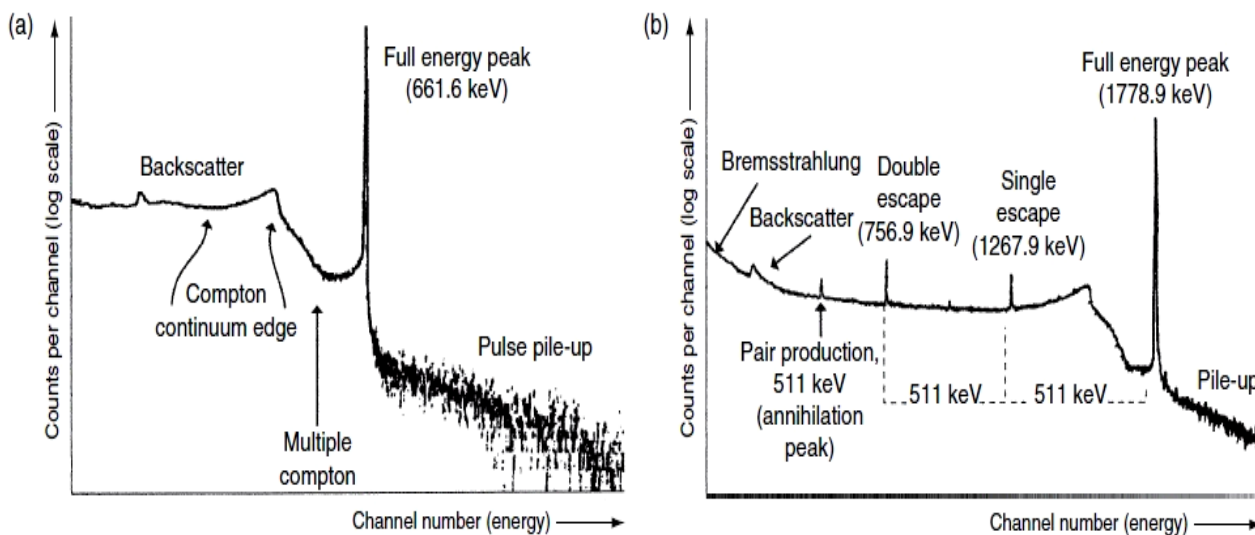 (a)
Counts per channel (log scale)
Full energy peak
(661.6 keV)
Backscatter
Compton
continuum edge
Pulse pile-up
Multiple
compton
Channel number (energy)
(b)
Counts per channel (log scale)
Full energy peak
(1778.9 keV)
Bremsstrahlung
Double
escape
(756.9 keV)
Single
escape
(1267.9 keV)
Backscatter
Pair production,
511 keV
(annihilation
peak)
511 keV
511 keV
Pile-up
Channel number (energy)